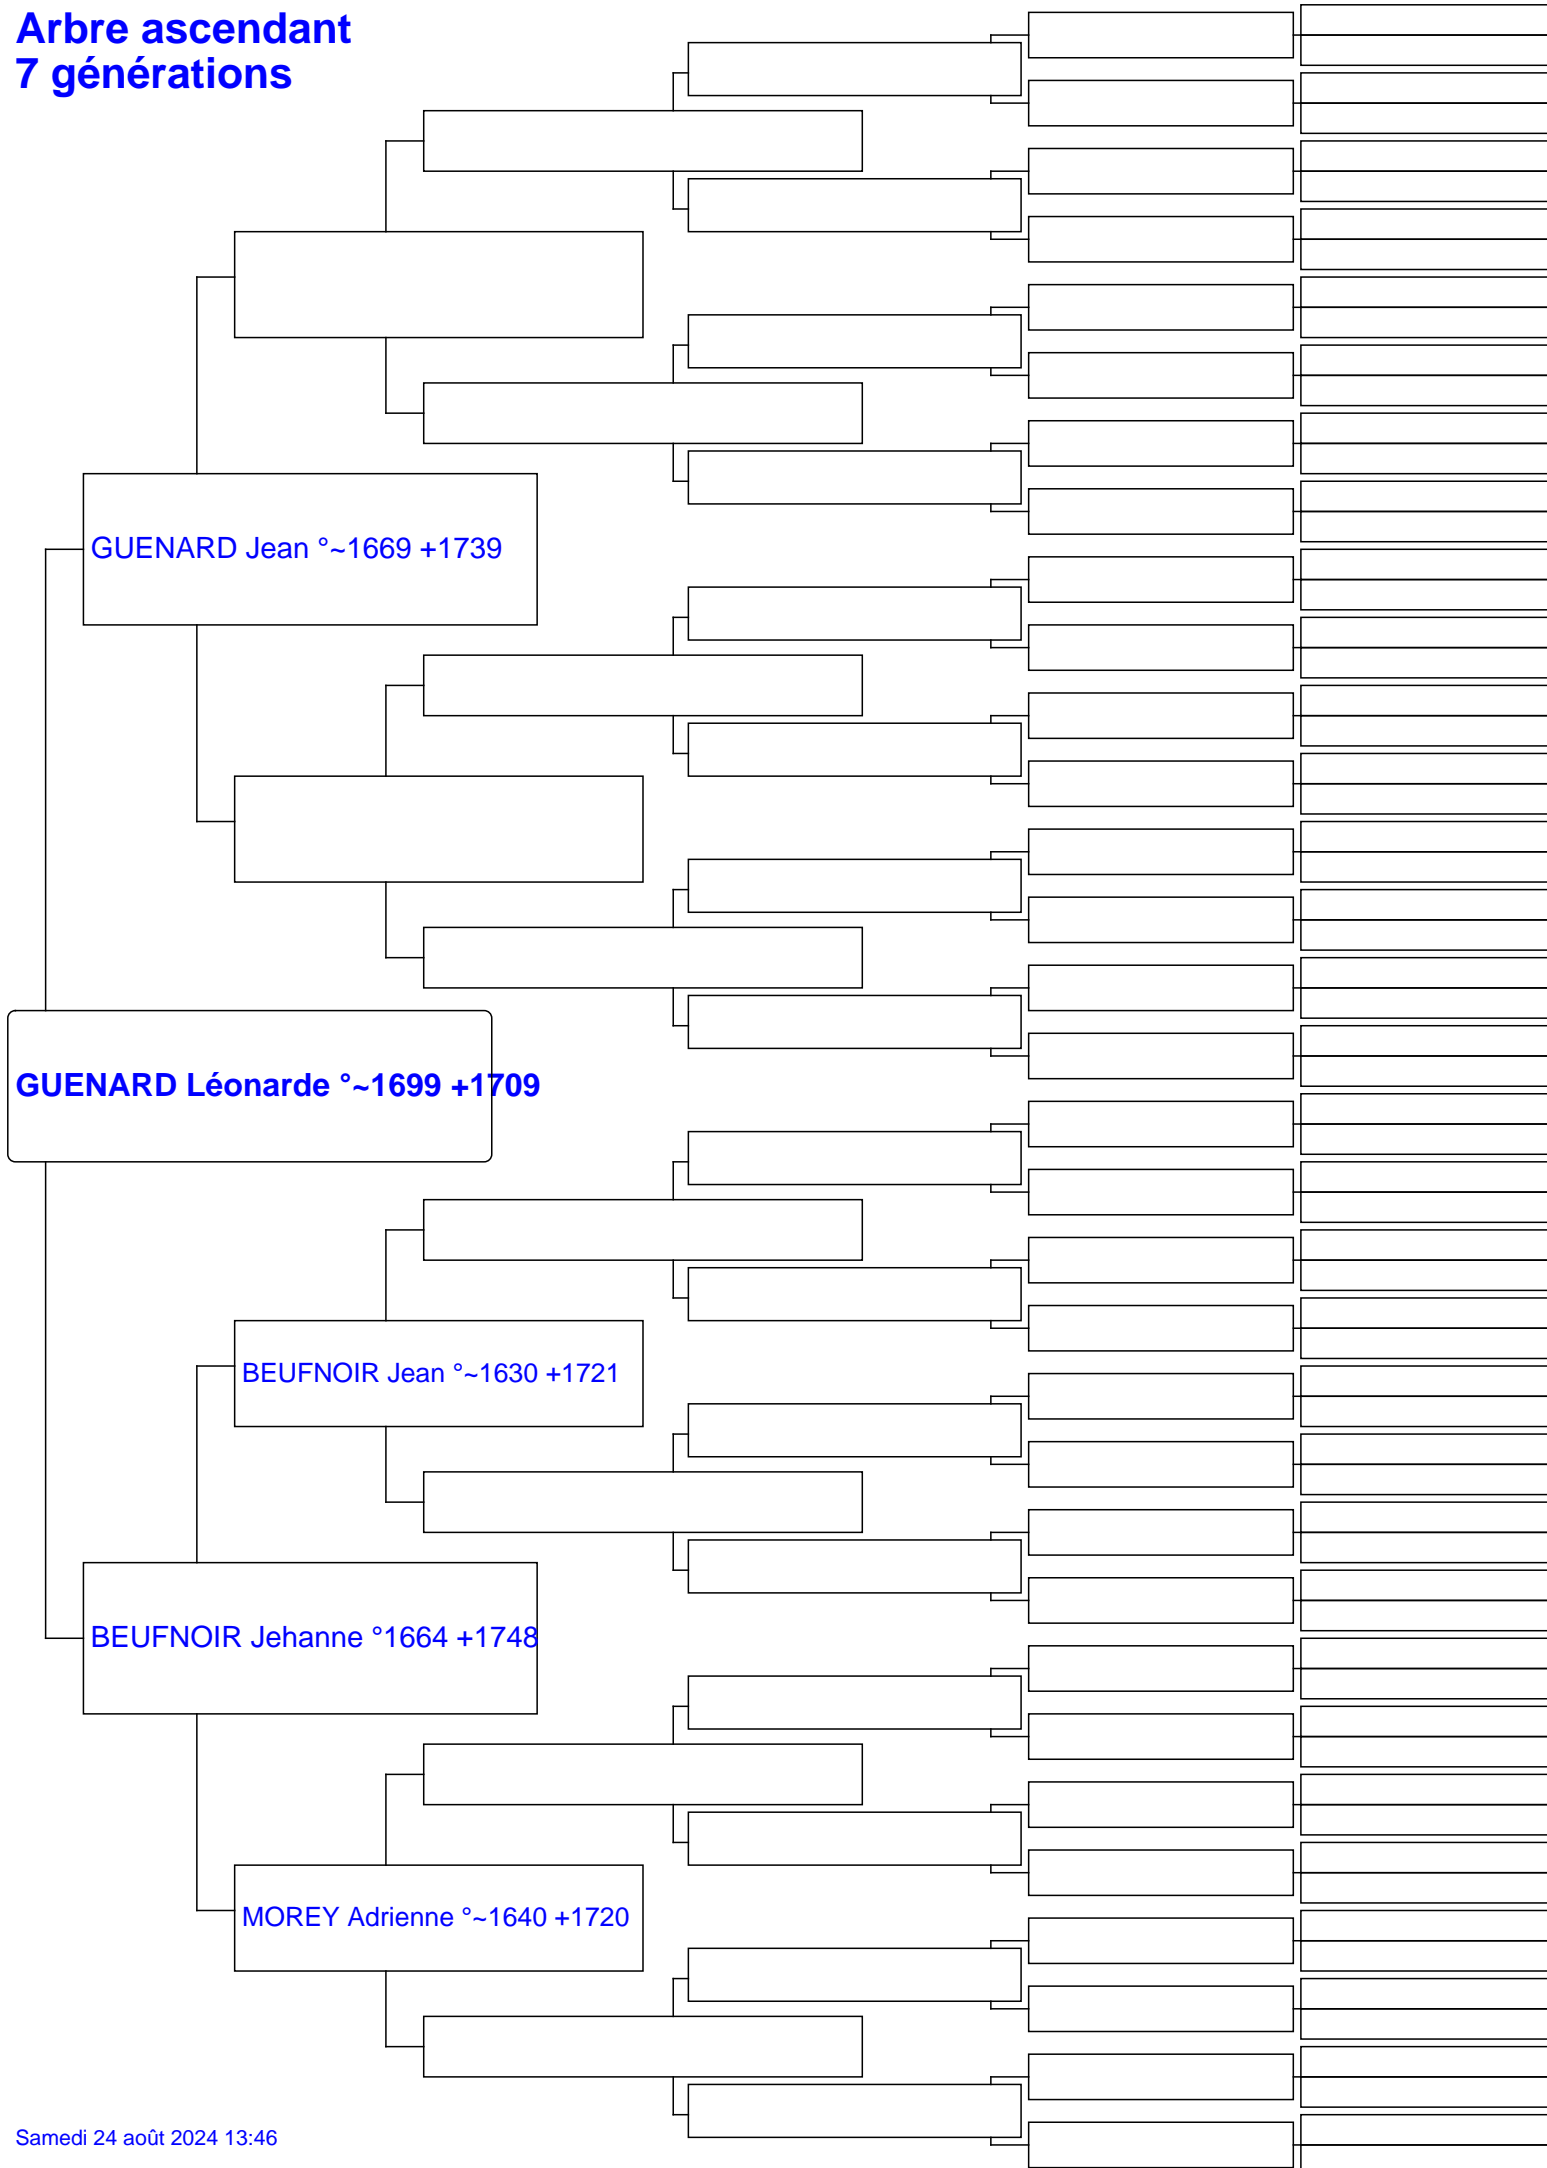 Arbre ascendant
7 générations
GUENARD Jean °~1669 +1739
GUENARD Léonarde °~1699 +1709
BEUFNOIR Jean °~1630 +1721
BEUFNOIR Jehanne °1664 +1748
MOREY Adrienne °~1640 +1720
Samedi 24 août 2024 13:46